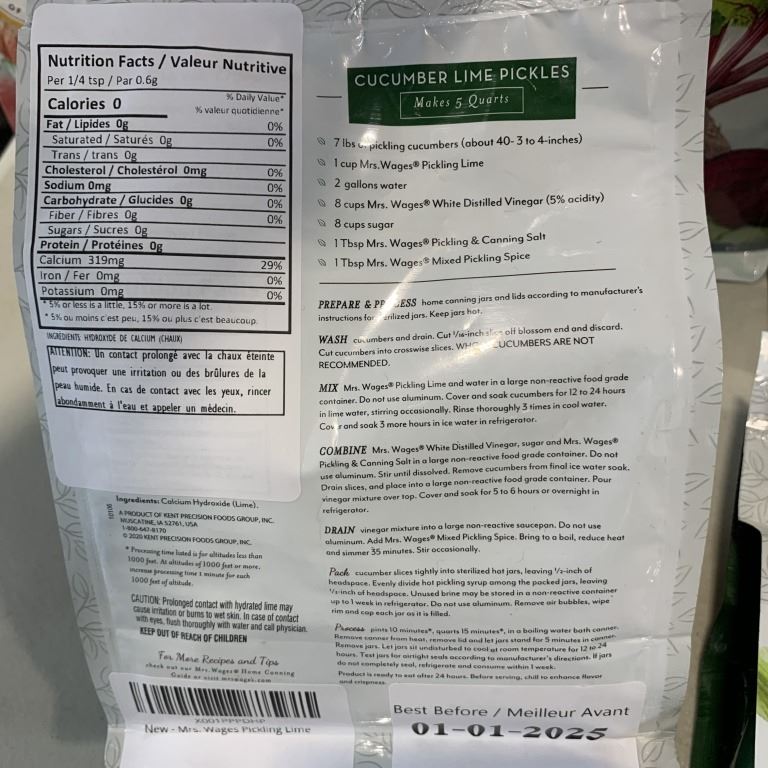 Nutrition Facts / Valeur Nutritive
Per 1/4 tsp / Par 0.6g
% Daily Value*
Calories 0
% valeur quotidienne*
Fat / Lipides 0g 0%
Saturated / Saturés 0g 0%
Trans / trans 0g
Cholesterol / Cholestérol 0mg 0%
Sodium 0mg 0%
Carbohydrate / Glucides 0g 0%
Fiber / Fibres 0g 0%
Sugars / Sucres 0g
Protein / Protéines 0g
Calcium 319mg 29%
Iron / Fer 0mg 0%
Potassium 0mg 0%
* 5% or less is a little, 15% or more is a lot.
* 5% ou moins c'est peu, 15% ou plus c'est beaucoup.
INGREDIENTS HYDROXYDE DE CALCIUM (CHAUX)
ATTENTION: Un contact prolongé avec la chaux éteinte
peut provoquer une irritation ou des brûlures de la
peau humide. En cas de contact avec les yeux, rincer
abondamment à l'eau et appeler un médecin.
Ingredients: Calcium Hydroxide (Lime).
A PRODUCT OF KENT PRECISION FOODS GROUP, INC.
MUSCATINE, IA 52761, USA
1-800-647-8170
© 2020 KENT PRECISION FOODS GROUP, INC.
* Processing time listed is for altitudes less than
1000 feet. At altitudes of 1000 feet or more,
increase processing time 1 minute for each
1000 feet of altitude.
CAUTION: Prolonged contact with hydrated lime may
cause irritation or burns to wet skin. In case of contact
with eyes, flush thoroughly with water and call physician.
KEEP OUT OF REACH OF CHILDREN
For More Recipes and Tips
check out our Mrs. Wages® Home Canning
Guide or visit mrswages.com
New - Mrs. Wages Pickling Lime
CUCUMBER LIME PICKLES
Makes 5 Quarts
7 lbs of pickling cucumbers (about 40- 3 to 4-inches)
1 cup Mrs.Wages® Pickling Lime
2 gallons water
8 cups Mrs. Wages® White Distilled Vinegar (5% acidity)
8 cups sugar
1 Tbsp Mrs. Wages® Pickling & Canning Salt
1 Tbsp Mrs. Wages® Mixed Pickling Spice
PREPARE & PROCESS home canning jars and lids according to manufacturer's
instructions for sterilized jars. Keep jars hot.
WASH cucumbers and drain. Cut 1/16-inch slice off blossom end and discard.
Cut cucumbers into crosswise slices. WHOLE CUCUMBERS ARE NOT
RECOMMENDED.
MIX Mrs. Wages® Pickling Lime and water in a large non-reactive food grade
container. Do not use aluminum. Cover and soak cucumbers for 12 to 24 hours
in lime water, stirring occasionally. Rinse thoroughly 3 times in cool water.
Cover and soak 3 more hours in ice water in refrigerator.
COMBINE Mrs. Wages® White Distilled Vinegar, sugar and Mrs. Wages®
Pickling & Canning Salt in a large non-reactive food grade container. Do not
use aluminum. Stir until dissolved. Remove cucumbers from final ice water soak.
Drain slices, and place into a large non-reactive food grade container. Pour
vinegar mixture over top. Cover and soak for 5 to 6 hours or overnight in
refrigerator.
DRAIN vinegar mixture into a large non-reactive saucepan. Do not use
aluminum. Add Mrs. Wages® Mixed Pickling Spice. Bring to a boil, reduce heat
and simmer 35 minutes. Stir occasionally.
Pack cucumber slices tightly into sterilized hot jars, leaving 1/2-inch of
headspace. Evenly divide hot pickling syrup among the packed jars, leaving
1/2-inch of headspace. Unused brine may be stored in a non-reactive container
up to 1 week in refrigerator. Do not use aluminum. Remove air bubbles, wipe
rim and cap each jar as it is filled.
Process pints 10 minutes*, quarts 15 minutes*, in a boiling water bath canner.
Remove canner from heat, remove lid and let jars stand for 5 minutes in canner.
Remove jars. Let jars sit undisturbed to cool at room temperature for 12 to 24
hours. Test jars for airtight seals according to manufacturer's directions. If jars
do not completely seal, refrigerate and consume within 1 week.
Product is ready to eat after 24 hours. Before serving, chill to enhance flavor
and crispness.
Best Before / Meilleur Avant
01-01-2025